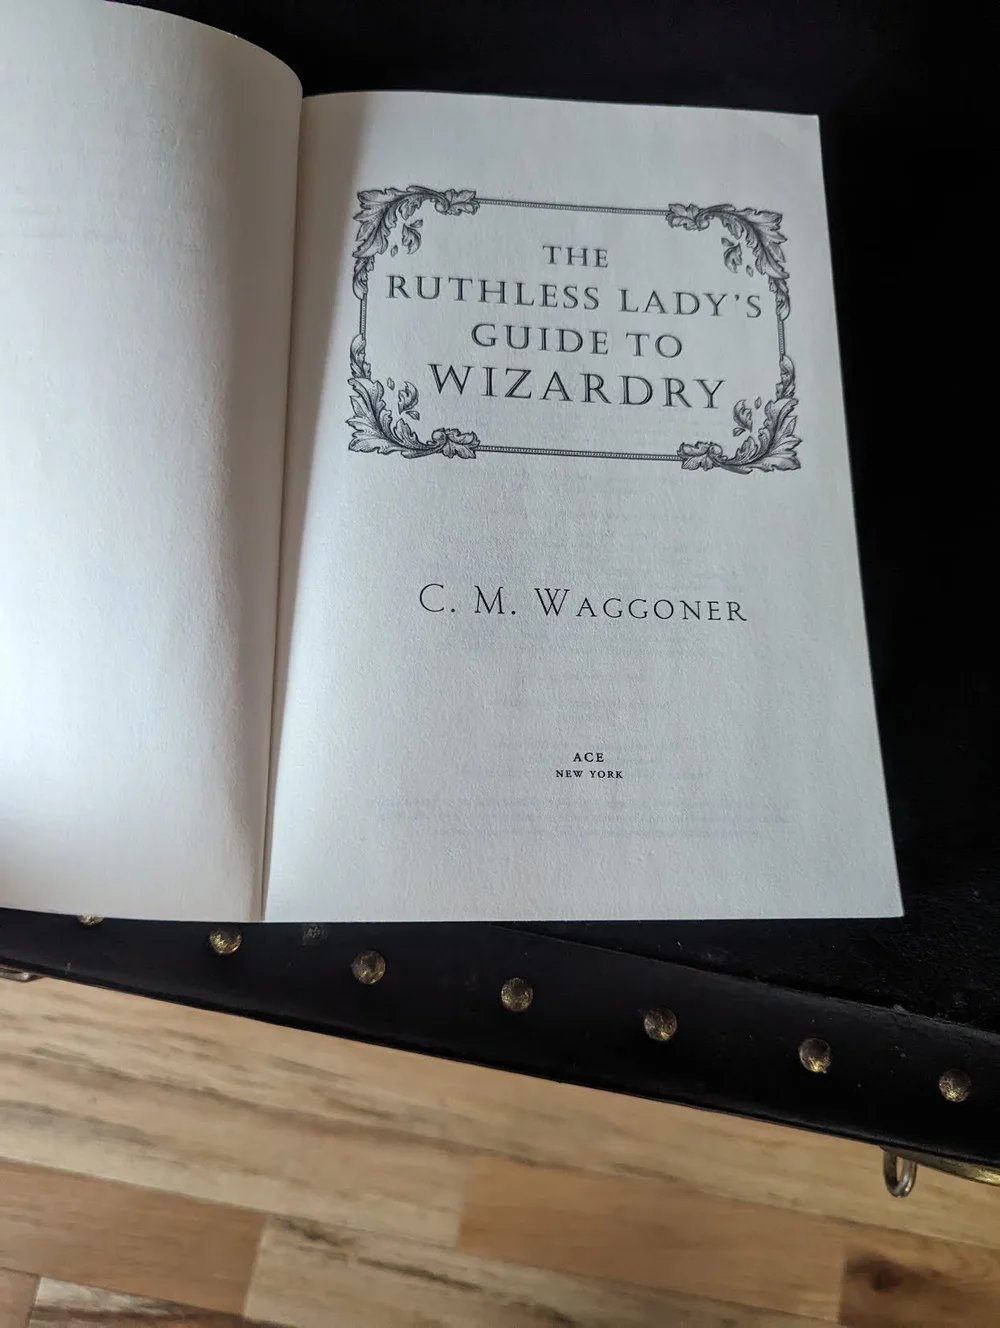 THE
RUTHLESS LADY'S
GUIDE TO
WIZARDRY
C. M. WAGGONER
ACE
NEW YORK